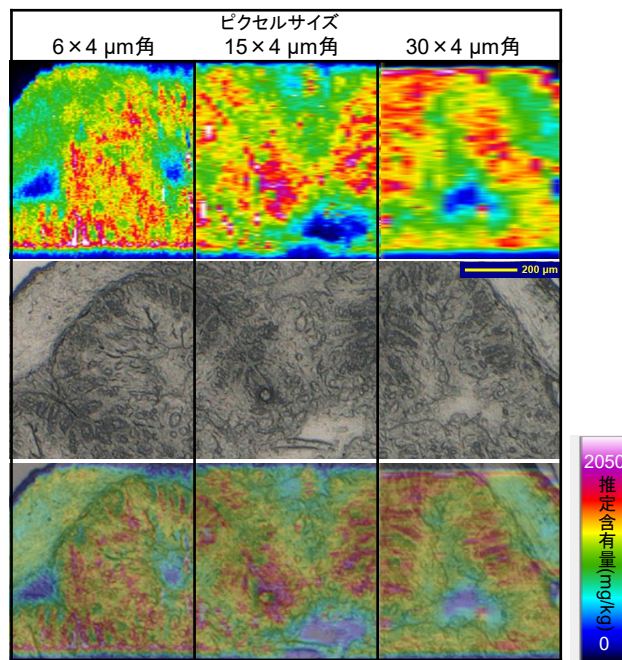 ピクセルサイズ
6×4 µm角
15×4 µm角
30×4 µm角
200 µm
2050
推定含有量(mg/kg)
0